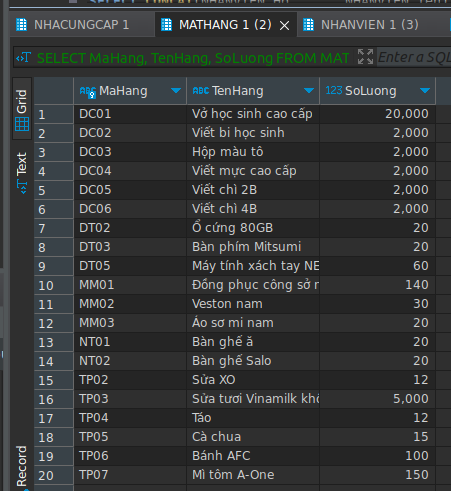 NHACUNGCAP 1 MATHANG 1 (2) NHANVIEN 1 (3)
SELECT MaHang, TenHang, SoLuong FROM MAT Enter a SQL
Grid
Text
Record
ABC MaHang ABC TenHang 123 SoLuong
1 DC01 Vở học sinh cao cấp 20,000
2 DC02 Viết bi học sinh 2,000
3 DC03 Hộp màu tô 2,000
4 DC04 Viết mực cao cấp 2,000
5 DC05 Viết chì 2B 2,000
6 DC06 Viết chì 4B 2,000
7 DT02 Ổ cứng 80GB 20
8 DT03 Bàn phím Mitsumi 20
9 DT05 Máy tính xách tay NE 60
10 MM01 Đồng phục công sở r 140
11 MM02 Veston nam 30
12 MM03 Áo sơ mi nam 20
13 NT01 Bàn ghế ă 20
14 NT02 Bàn ghế Salo 20
15 TP02 Sửa XO 12
16 TP03 Sửa tươi Vinamilk khô 5,000
17 TP04 Táo 12
18 TP05 Cà chua 15
19 TP06 Bánh AFC 100
20 TP07 Mì tôm A-One 150